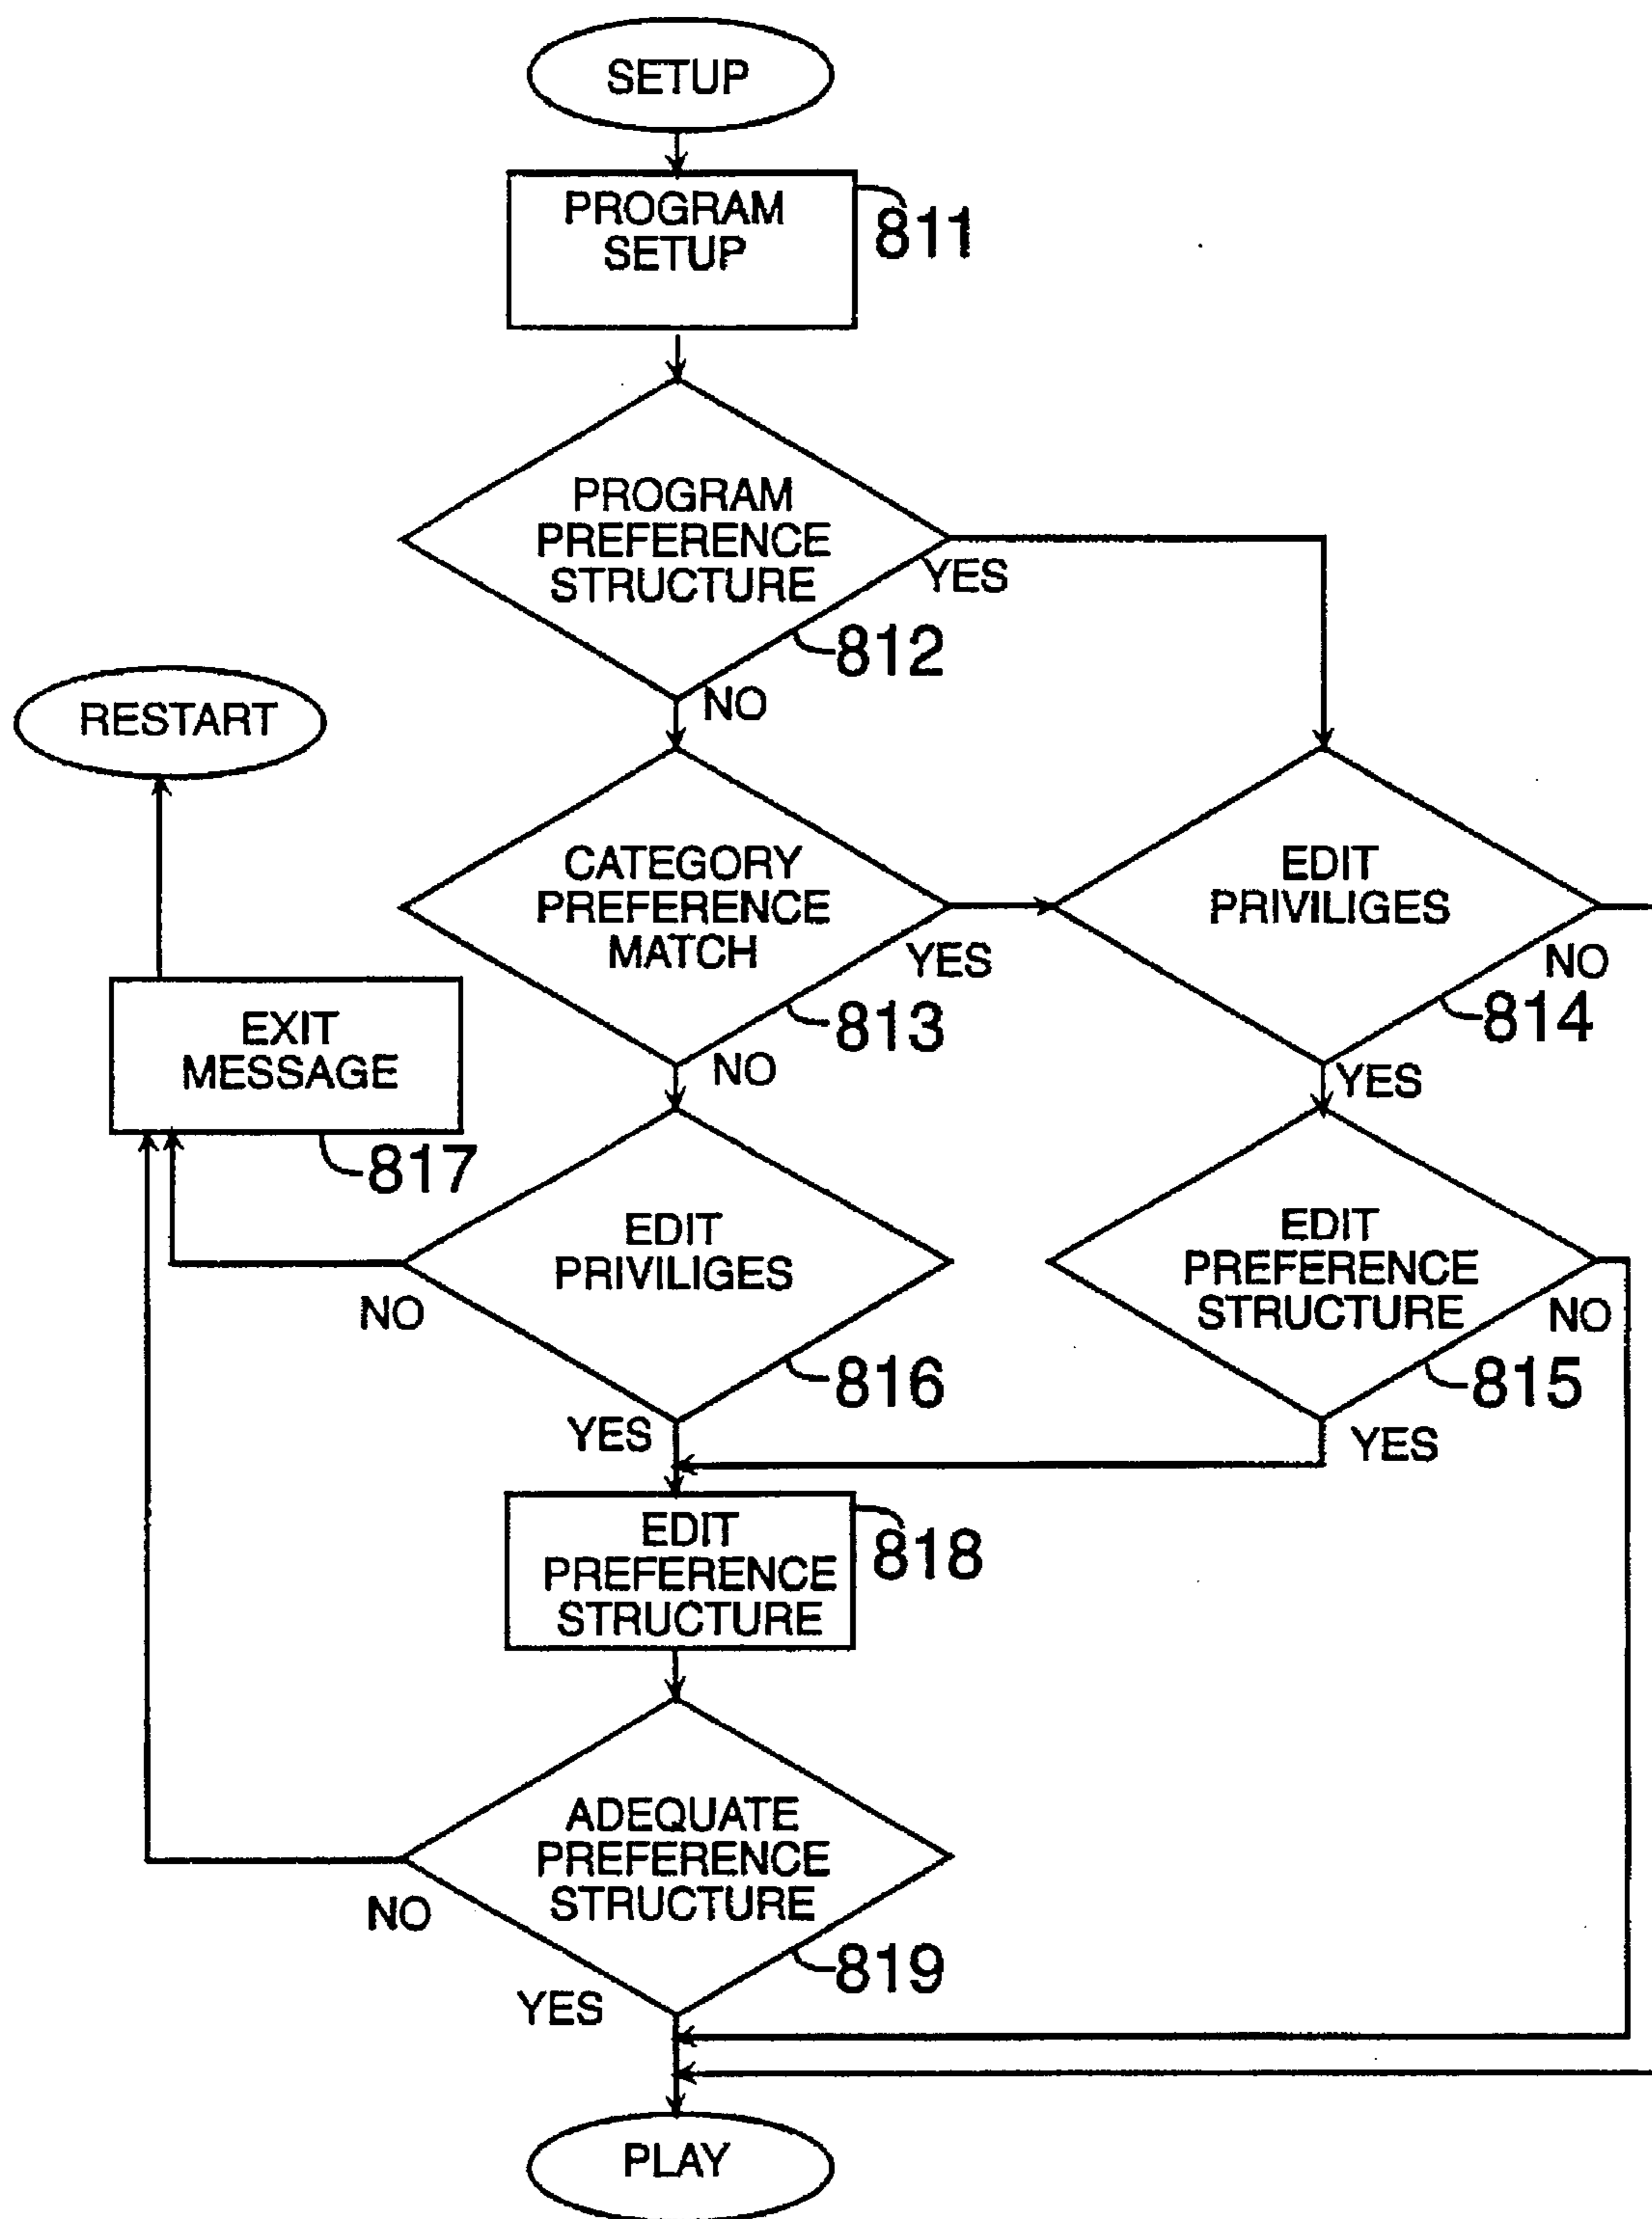 SETUP
PROGRAM
SETUP
811
PROGRAM
PREFERENCE
STRUCTURE
YES
812
NO
RESTART
CATEGORY
PREFERENCE
MATCH
YES
813
NO
EDIT
PRIVILIGES
NO
814
YES
EXIT
MESSAGE
817
EDIT
PRIVILIGES
NO
816
YES
EDIT
PREFERENCE
STRUCTURE
NO
815
YES
EDIT
PREFERENCE
STRUCTURE
818
ADEQUATE
PREFERENCE
STRUCTURE
NO
819
YES
PLAY